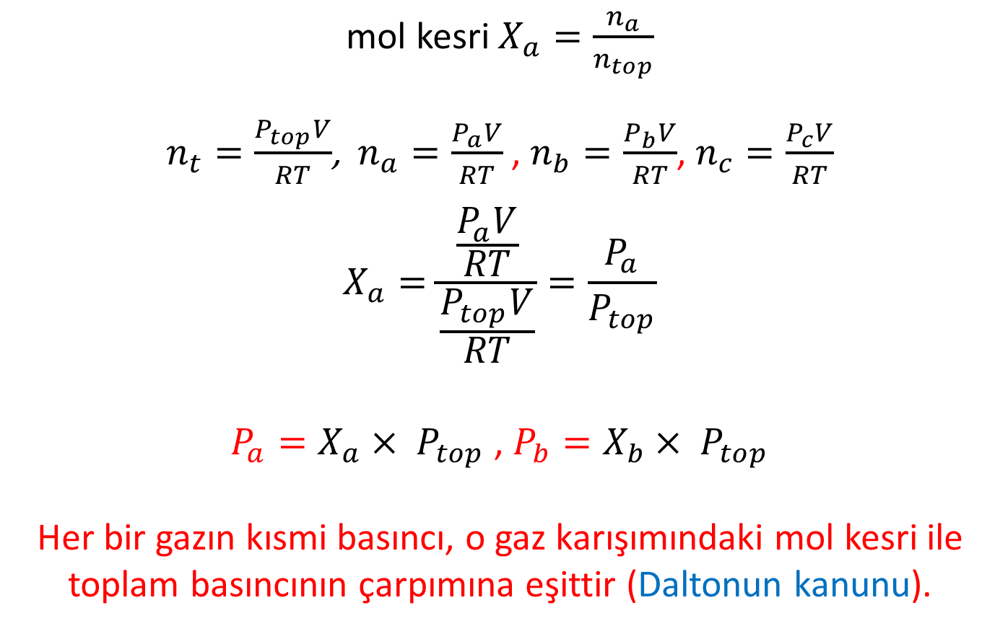 mol kesri $X_a = \frac{n_a}{n_{top}}$
$n_t = \frac{P_{top}V}{RT}, \; n_a = \frac{P_aV}{RT}, n_b = \frac{P_bV}{RT}, n_c = \frac{P_cV}{RT}$
$X_a = \frac{\frac{P_aV}{RT}}{\frac{P_{top}V}{RT}} = \frac{P_a}{P_{top}}$
$P_a = X_a \times P_{top}, P_b = X_b \times P_{top}$
Her bir gazın kısmi basıncı, o gaz karışımındaki mol kesri ile
toplam basıncının çarpımına eşittir (Daltonun kanunu).